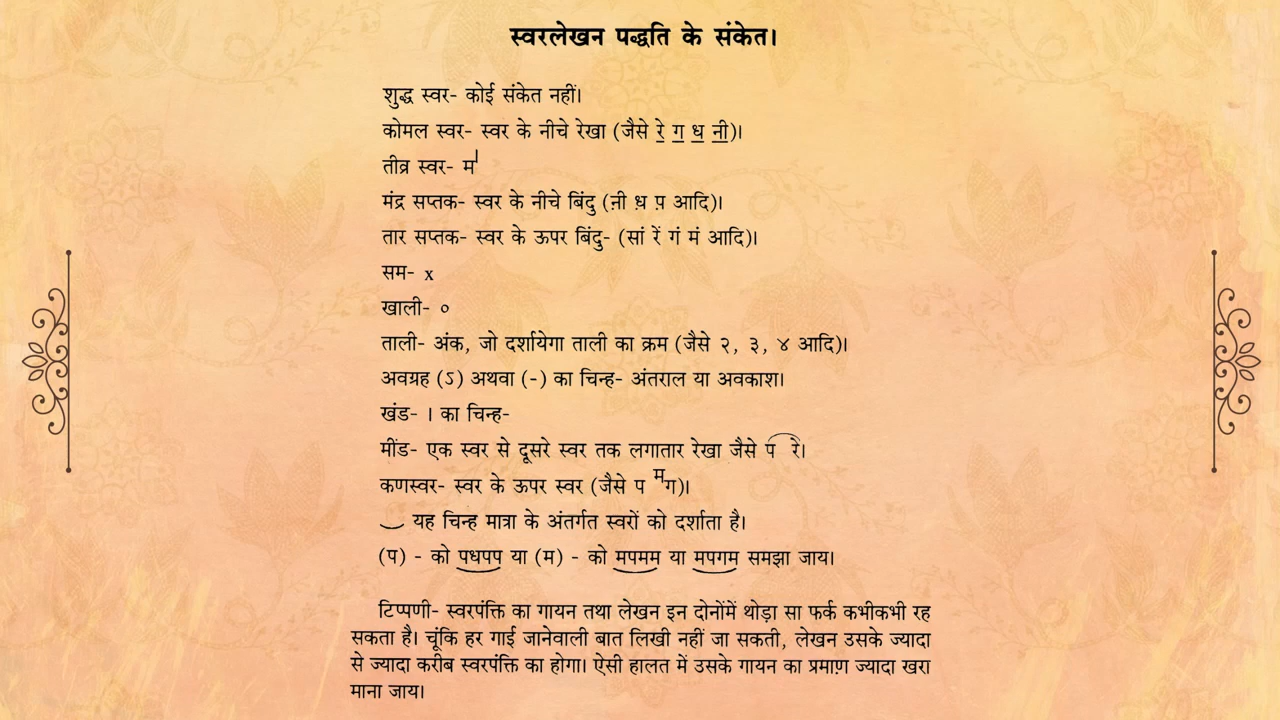 स्वरलेखन पद्धति के संकेत।
शुद्ध स्वर- कोई संकेत नहीं।
कोमल स्वर- स्वर के नीचे रेखा (जैसे रे॒ ग॒ ध॒ नी॒)।
तीव्र स्वर- म॑
मंद्र सप्तक- स्वर के नीचे बिंदु (ऩी ध़ प़ आदि)।
तार सप्तक- स्वर के ऊपर बिंदु- (सां रें गं मं आदि)।
सम- x
खाली- ०
ताली- अंक, जो दर्शायेगा ताली का क्रम (जैसे २, ३, ४ आदि)।
अवग्रह (ऽ) अथवा (-) का चिन्ह- अंतराल या अवकाश।
खंड- । का चिन्ह-
मींड- एक स्वर से दूसरे स्वर तक लगातार रेखा जैसे प⁀रे।
कणस्वर- स्वर के ऊपर स्वर (जैसे प मग)।
‿ यह चिन्ह मात्रा के अंतर्गत स्वरों को दर्शाता है।
(प) - को पधपप या (म) - को मपमम या मपगम समझा जाय।
टिप्पणी- स्वरपंक्ति का गायन तथा लेखन इन दोनोंमें थोड़ा सा फर्क कभीकभी रह
सकता है। चूंकि हर गाई जानेवाली बात लिखी नहीं जा सकती, लेखन उसके ज्यादा
से ज्यादा करीब स्वरपंक्ति का होगा। ऐसी हालत में उसके गायन का प्रमाण़ ज्यादा खरा
माना जाय।